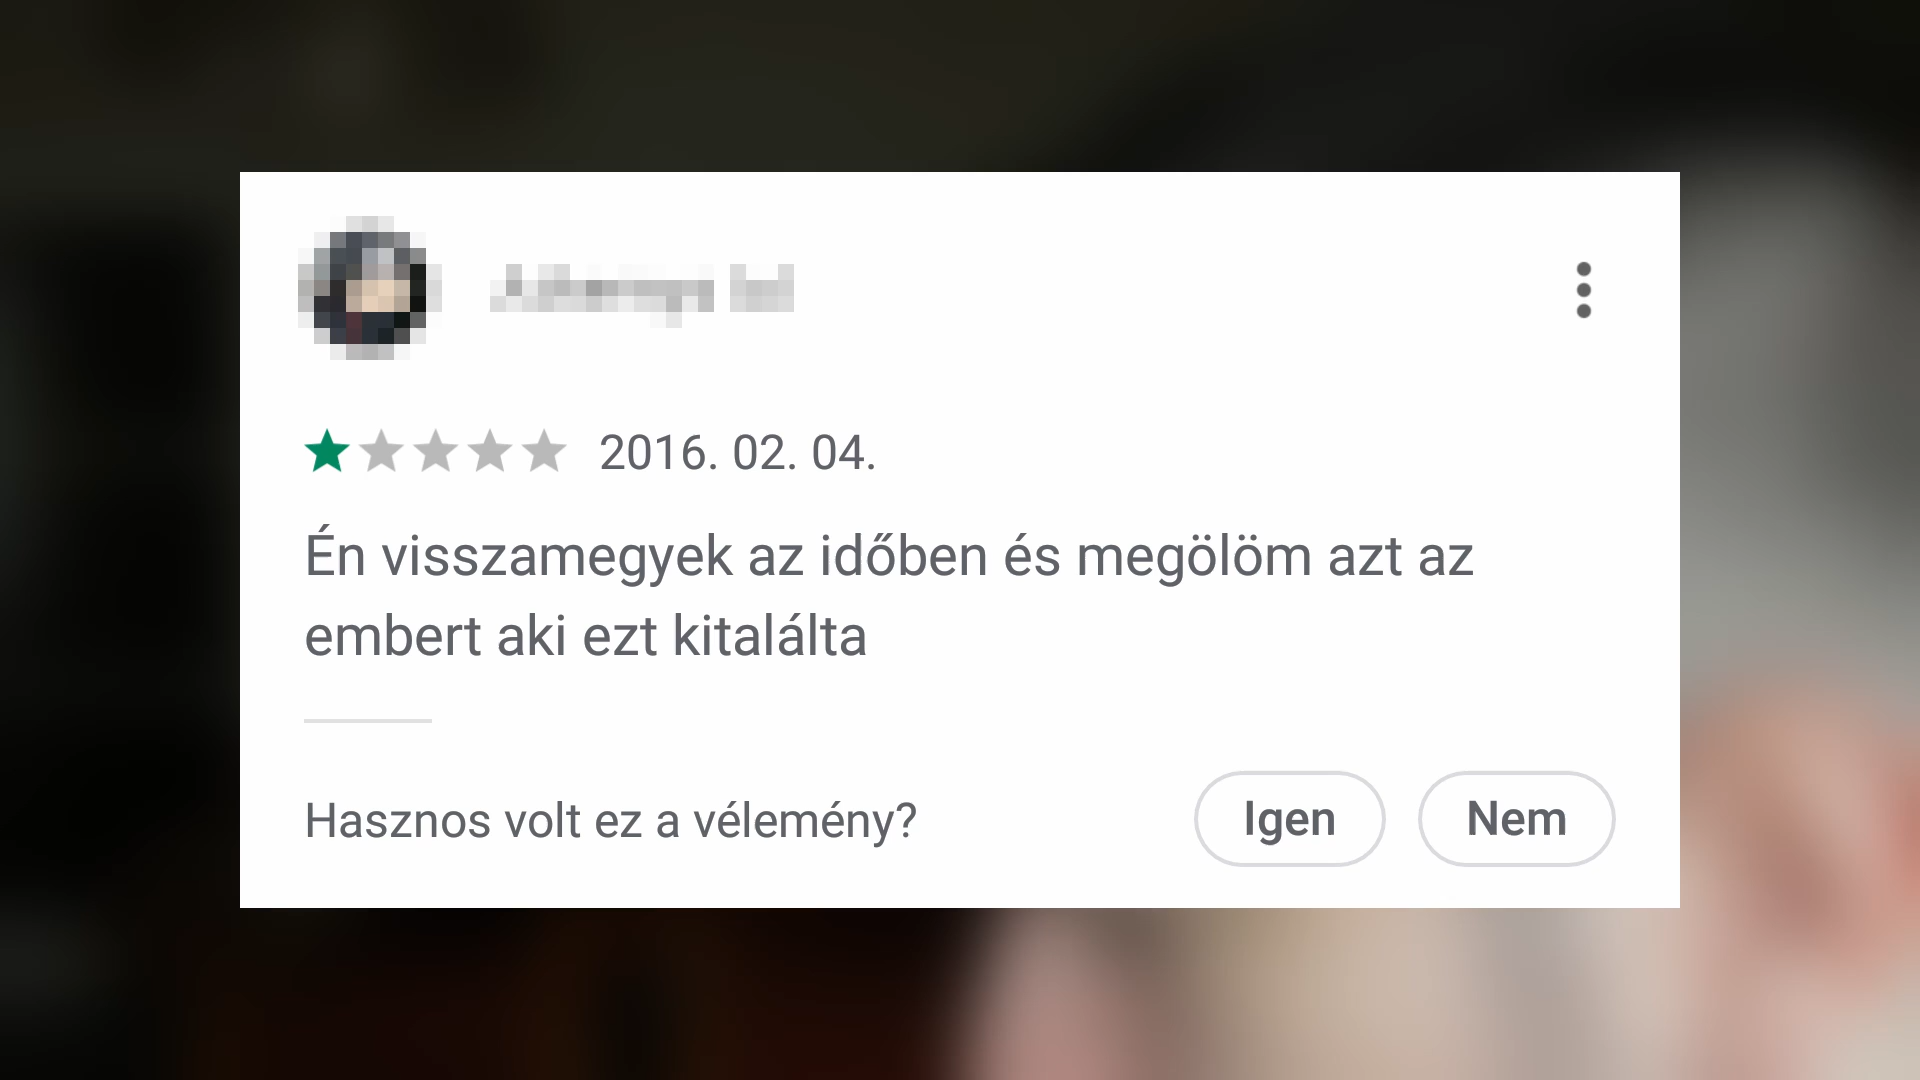 2016. 02. 04.
Én visszamegyek az időben és megölöm azt az
embert aki ezt kitalálta
Hasznos volt ez a vélemény?
Igen
Nem